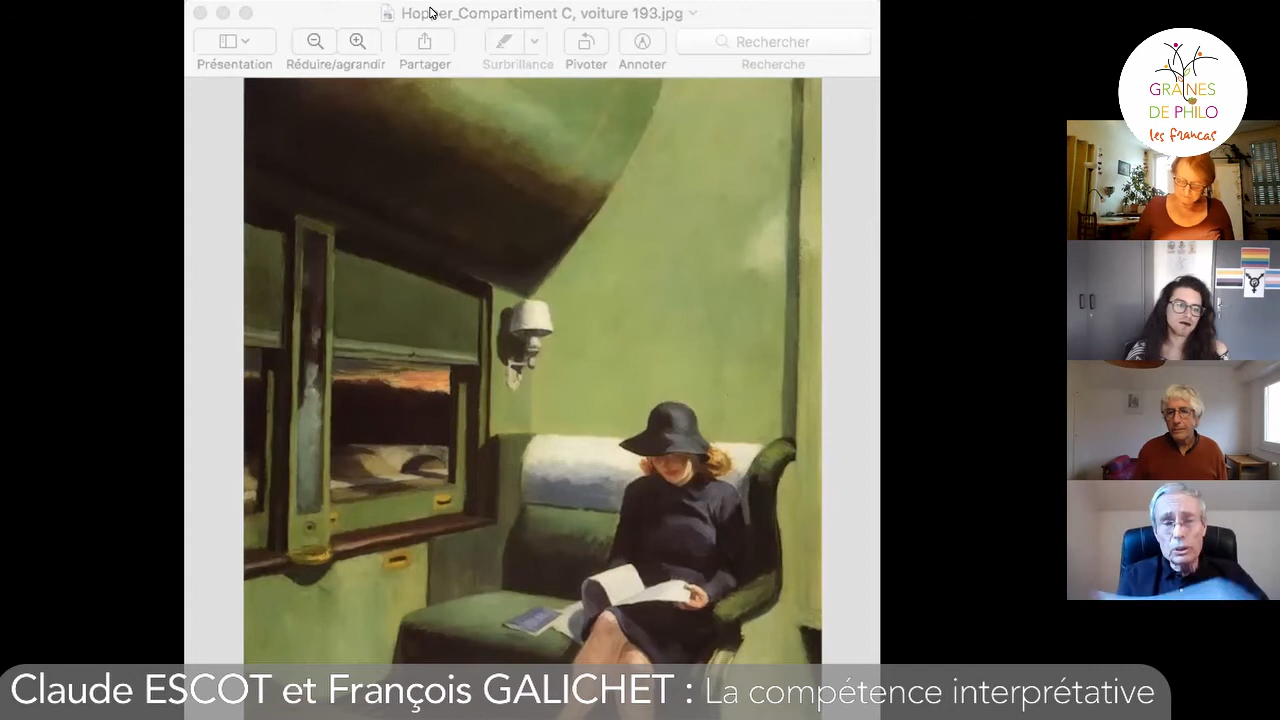 Hopper_Compartiment C, voiture 193.jpg
Rechercher
Présentation
Réduire/agrandir
Partager
Surbrillance
Pivoter
Annoter
Recherche
GRAINES
DE PHILO
les francas
Claude ESCOT et François GALICHET : La compétence interprétative